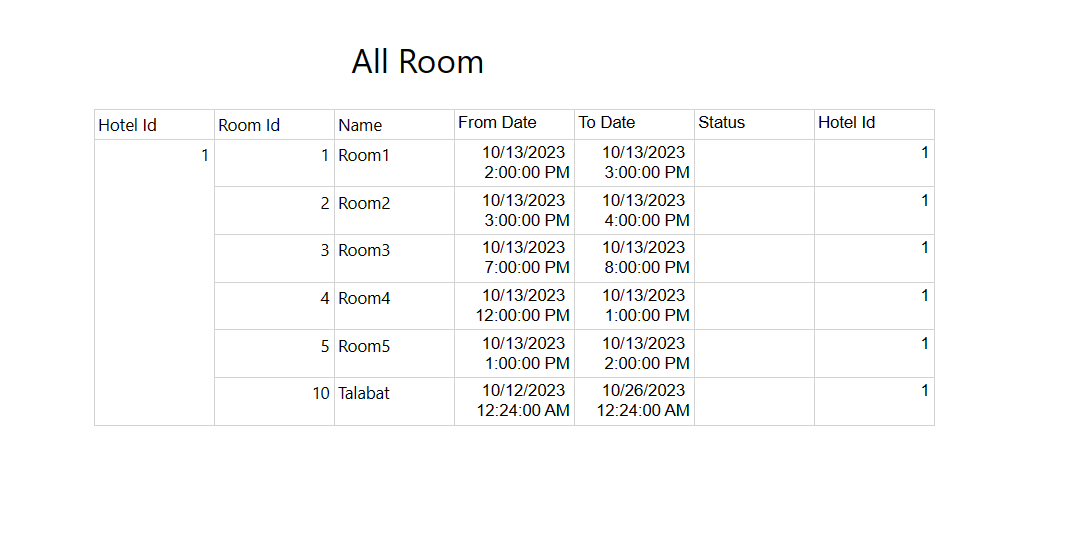 All Room
Hotel Id Room Id Name From Date To Date Status Hotel Id
1 1 Room1 10/13/2023 10/13/2023 1
2:00:00 PM 3:00:00 PM
2 Room2 10/13/2023 10/13/2023 1
3:00:00 PM 4:00:00 PM
3 Room3 10/13/2023 10/13/2023 1
7:00:00 PM 8:00:00 PM
4 Room4 10/13/2023 10/13/2023 1
12:00:00 PM 1:00:00 PM
5 Room5 10/13/2023 10/13/2023 1
1:00:00 PM 2:00:00 PM
10 Talabat 10/12/2023 10/26/2023 1
12:24:00 AM 12:24:00 AM